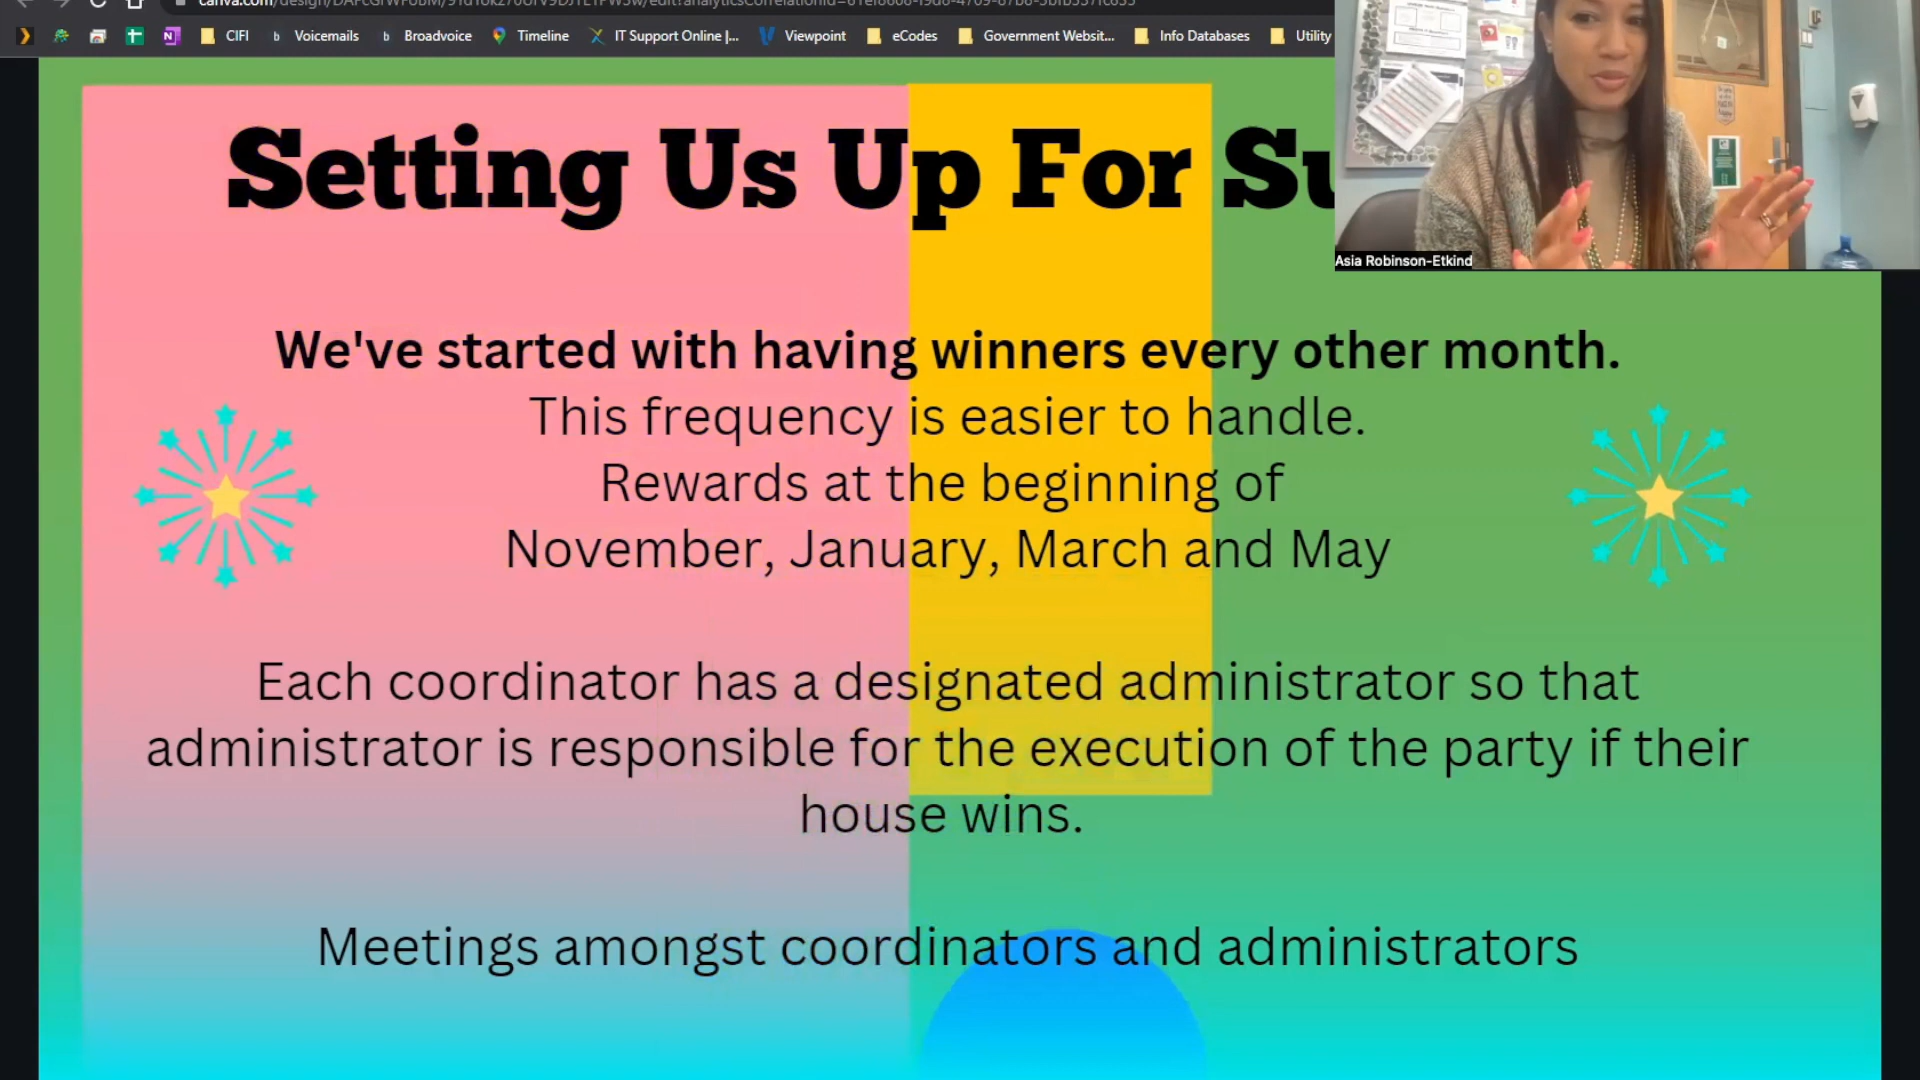 CIFI
Voicemails
Broadvoice
Timeline
IT Support Online |...
Viewpoint
eCodes
Government Websit...
Info Databases
Utility
Setting Us Up For Su
Asia Robinson-Etkind
We've started with having winners every other month.
This frequency is easier to handle.
Rewards at the beginning of
November, January, March and May
Each coordinator has a designated administrator so that
administrator is responsible for the execution of the party if their
house wins.
Meetings amongst coordinators and administrators